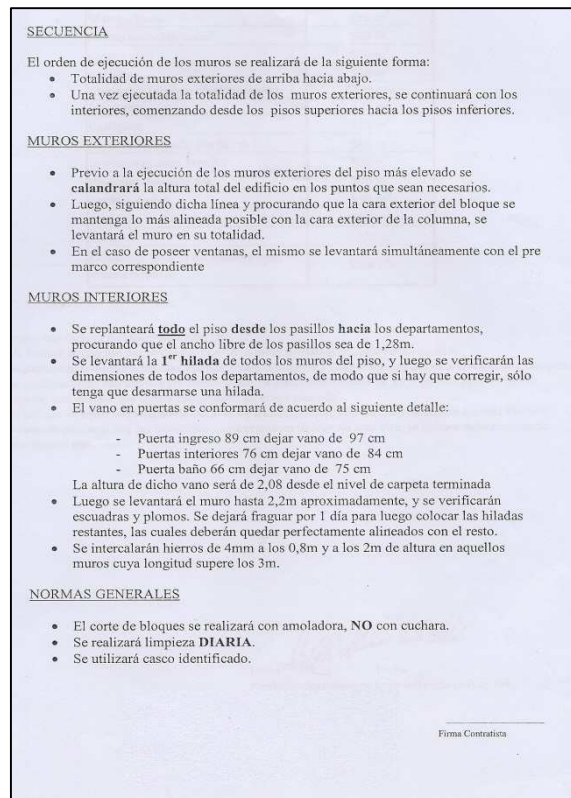 SECUENCIA
El orden de ejecución de los muros se realizará de la siguiente forma:
• Totalidad de muros exteriores de arriba hacia abajo.
• Una vez ejecutada la totalidad de los muros exteriores, se continuará con los
interiores, comenzando desde los pisos superiores hacia los pisos inferiores.
MUROS EXTERIORES
• Previo a la ejecución de los muros exteriores del piso más elevado se
calandrará la altura total del edificio en los puntos que sean necesarios.
• Luego, siguiendo dicha línea y procurando que la cara exterior del bloque se
mantenga lo más alineada posible con la cara exterior de la columna, se
levantará el muro en su totalidad.
• En el caso de poseer ventanas, el mismo se levantará simultáneamente con el pre
marco correspondiente
MUROS INTERIORES
• Se replanteará todo el piso desde los pasillos hacia los departamentos,
procurando que el ancho libre de los pasillos sea de 1,28m.
• Se levantará la 1er hilada de todos los muros del piso, y luego se verificarán las
dimensiones de todos los departamentos, de modo que si hay que corregir, sólo
tenga que desarmarse una hilada.
• El vano en puertas se conformará de acuerdo al siguiente detalle:
- Puerta ingreso 89 cm dejar vano de 97 cm
- Puertas interiores 76 cm dejar vano de 84 cm
- Puerta baño 66 cm dejar vano de 75 cm
La altura de dicho vano será de 2,08 desde el nivel de carpeta terminada
• Luego se levantará el muro hasta 2,2m aproximadamente, y se verificarán
escuadras y plomos. Se dejará fraguar por 1 día para luego colocar las hiladas
restantes, las cuales deberán quedar perfectamente alineados con el resto.
• Se intercalarán hierros de 4mm a los 0,8m y a los 2m de altura en aquellos
muros cuya longitud supere los 3m.
NORMAS GENERALES
• El corte de bloques se realizará con amoladora, NO con cuchara.
• Se realizará limpieza DIARIA.
• Se utilizará casco identificado.
Firma Contratista